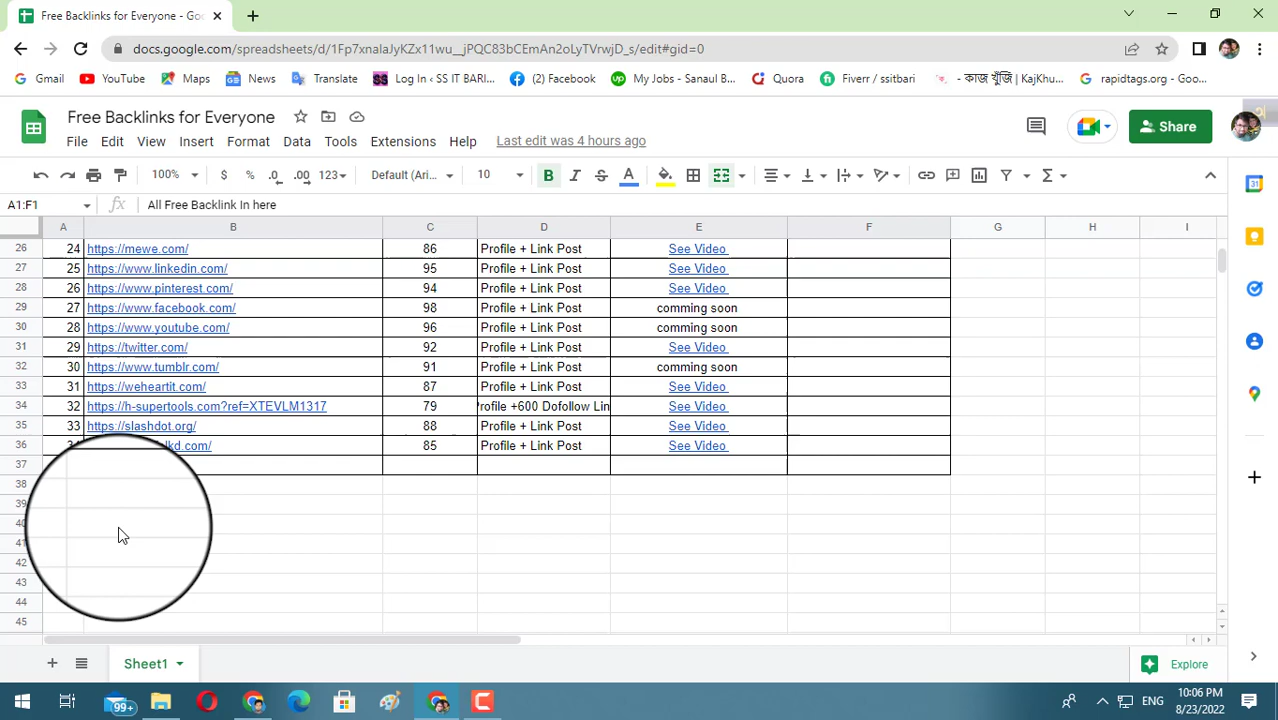 Free Backlinks for Everyone - Goo
docs.google.com/spreadsheets/d/1Fp7xnalaJyKZx11wu__jPQC83bCEmAn2oLyTVrwjD_s/edit#gid=0
Gmail YouTube Maps News Translate Log In ‹ SS IT BARI... (2) Facebook My Jobs - Sanaul B... Quora Fiverr / ssitbari - কাজ খুঁজি | KajKhu... rapidtags.org - Goo...
Free Backlinks for Everyone
File Edit View Insert Format Data Tools Extensions Help Last edit was 4 hours ago
Share
100% $ % .0 .00 123 Default (Ari... 10 B I S A
A1:F1 fx All Free Backlink In here
A B C D E F G H I
26 24 https://mewe.com/ 86 Profile + Link Post See Video
27 25 https://www.linkedin.com/ 95 Profile + Link Post See Video
28 26 https://www.pinterest.com/ 94 Profile + Link Post See Video
29 27 https://www.facebook.com/ 98 Profile + Link Post comming soon
30 28 https://www.youtube.com/ 96 Profile + Link Post comming soon
31 29 https://twitter.com/ 92 Profile + Link Post See Video
32 30 https://www.tumblr.com/ 91 Profile + Link Post comming soon
33 31 https://weheartit.com/ 87 Profile + Link Post See Video
34 32 https://h-supertools.com?ref=XTEVLM1317 79 rofile +600 Dofollow Lin See Video
35 33 https://slashdot.org/ 88 Profile + Link Post See Video
36 lkd.com/ 85 Profile + Link Post See Video
37
38
39
40
41
42
43
44
45
Sheet1
Explore
99+
ENG
10:06 PM
8/23/2022